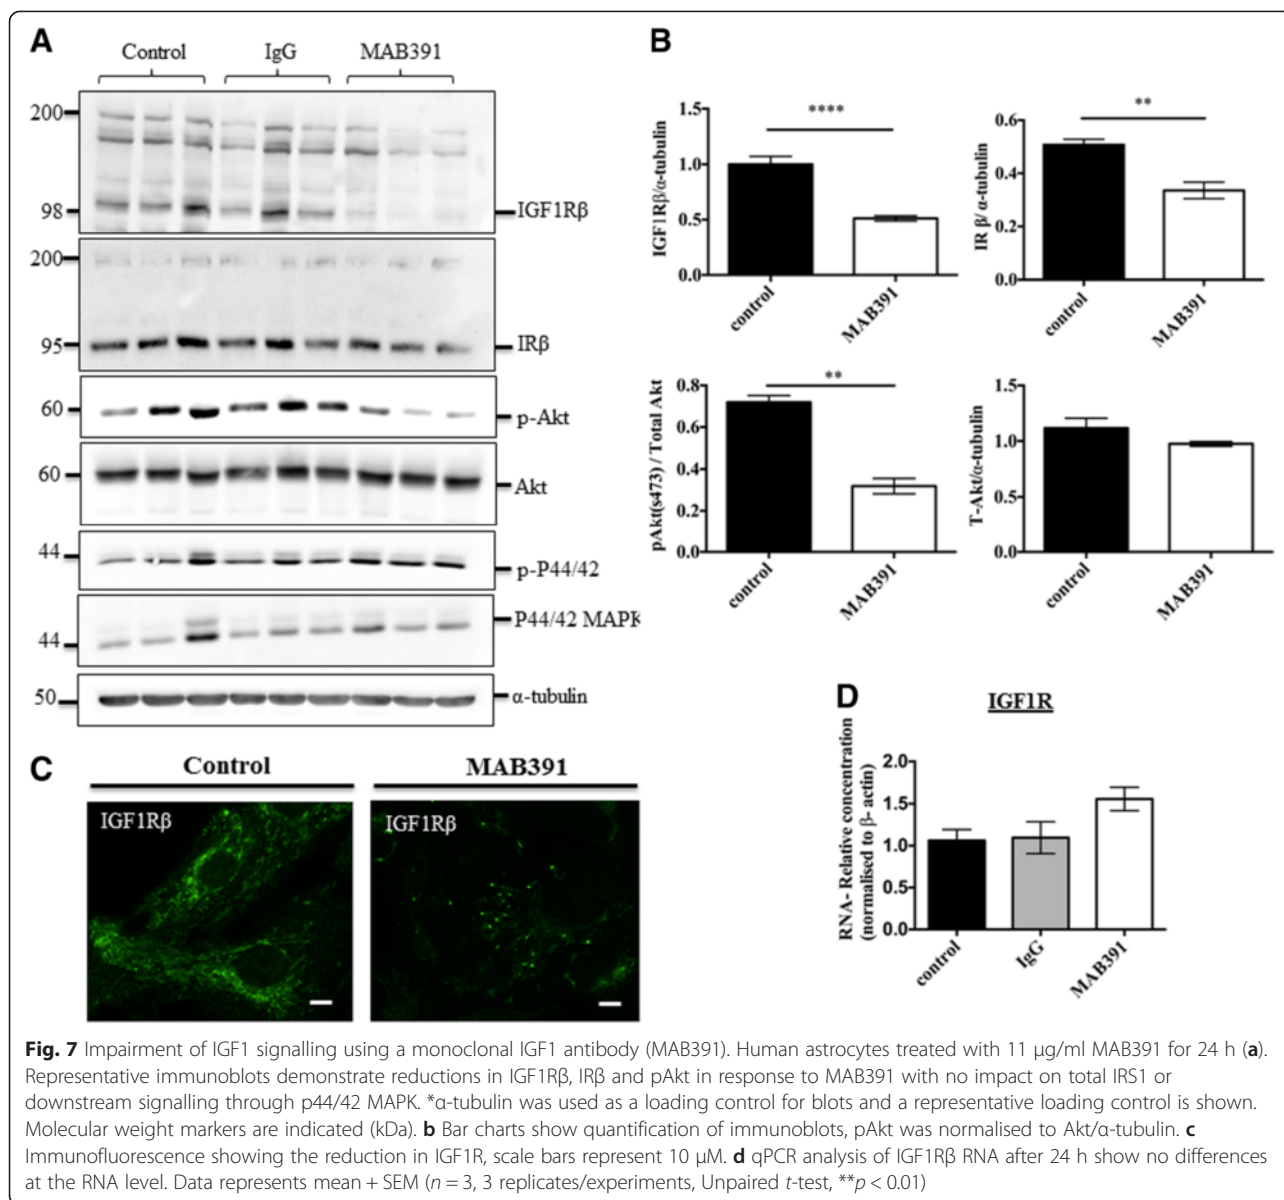 A
Control IgG MAB391
200
98
IGF1Rβ
200
95
IRβ
60
p-Akt
60
Akt
44
p-P44/42
P44/42 MAPK
44
50
α-tubulin
B
IGF1Rβ/α-tubulin
1.5
1.0
0.5
0.0
****
control
MAB391
IR β/ α-tubulin
0.6
0.4
0.2
0.0
**
control
MAB391
pAkt(s473) / Total Akt
0.8
0.6
0.4
0.2
0.0
**
control
MAB391
T-Akt/α-tubulin
1.5
1.0
0.5
0.0
control
MAB391
C
Control
MAB391
IGF1Rβ
IGF1Rβ
D
IGF1R
RNA- Relative concentration
(normalised to β- actin)
2.0
1.5
1.0
0.5
0.0
control
IgG
MAB391
Fig. 7 Impairment of IGF1 signalling using a monoclonal IGF1 antibody (MAB391). Human astrocytes treated with 11 μg/ml MAB391 for 24 h (a).
Representative immunoblots demonstrate reductions in IGF1Rβ, IRβ and pAkt in response to MAB391 with no impact on total IRS1 or
downstream signalling through p44/42 MAPK. *α-tubulin was used as a loading control for blots and a representative loading control is shown.
Molecular weight markers are indicated (kDa). b Bar charts show quantification of immunoblots, pAkt was normalised to Akt/α-tubulin. c
Immunofluorescence showing the reduction in IGF1R, scale bars represent 10 μM. d qPCR analysis of IGF1Rβ RNA after 24 h show no differences
at the RNA level. Data represents mean + SEM (n = 3, 3 replicates/experiments, Unpaired t-test, **p < 0.01)